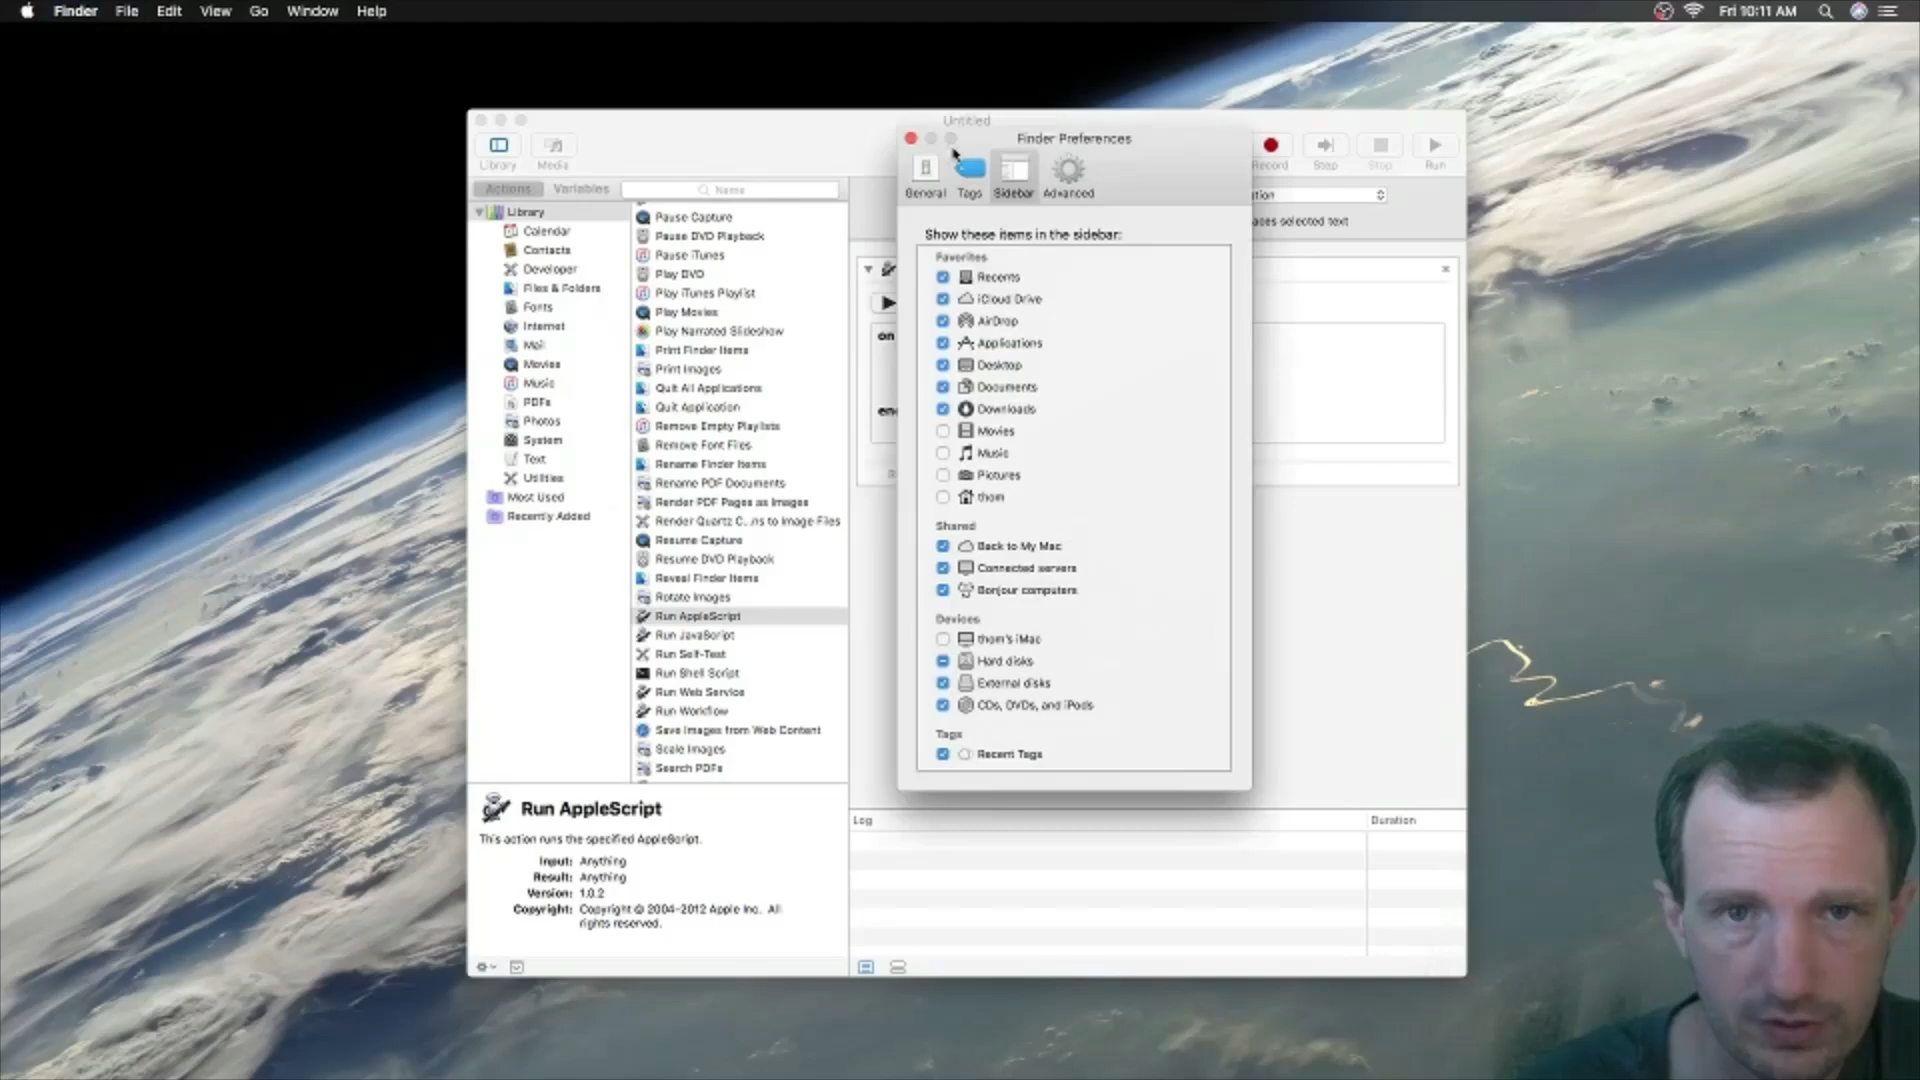 Finder File Edit View Go Window Help
Fri 10:11 AM
Untitled
Library Media
Record Step Stop Run
Actions Variables
Name
Library
Calendar
Contacts
Developer
Files & Folders
Fonts
Internet
Mail
Movies
Music
PDFs
Photos
System
Text
Utilities
Most Used
Recently Added
Pause Capture
Pause DVD Playback
Pause iTunes
Play DVD
Play iTunes Playlist
Play Movies
Play Narrated Slideshow
Print Finder Items
Print Images
Quit All Applications
Quit Application
Remove Empty Playlists
Remove Font Files
Rename Finder Items
Rename PDF Documents
Render PDF Pages as Images
Render Quartz C...ns to Image Files
Resume Capture
Resume DVD Playback
Reveal Finder Items
Rotate Images
Run AppleScript
Run JavaScript
Run Self-Test
Run Shell Script
Run Web Service
Run Workflow
Save Images from Web Content
Scale Images
Search PDFs
Run AppleScript
This action runs the specified AppleScript.
Input: Anything
Result: Anything
Version: 1.0.2
Copyright: Copyright © 2004-2012 Apple Inc. All
rights reserved.
on
Finder Preferences
General Tags Sidebar Advanced
Show these items in the sidebar:
Favorites
Recents
iCloud Drive
AirDrop
Applications
Desktop
Documents
Downloads
Movies
Music
Pictures
thom
Shared
Back to My Mac
Connected servers
Bonjour computers
Devices
thom's iMac
Hard disks
External disks
CDs, DVDs, and iPods
Tags
Recent Tags
selected text
Log Duration